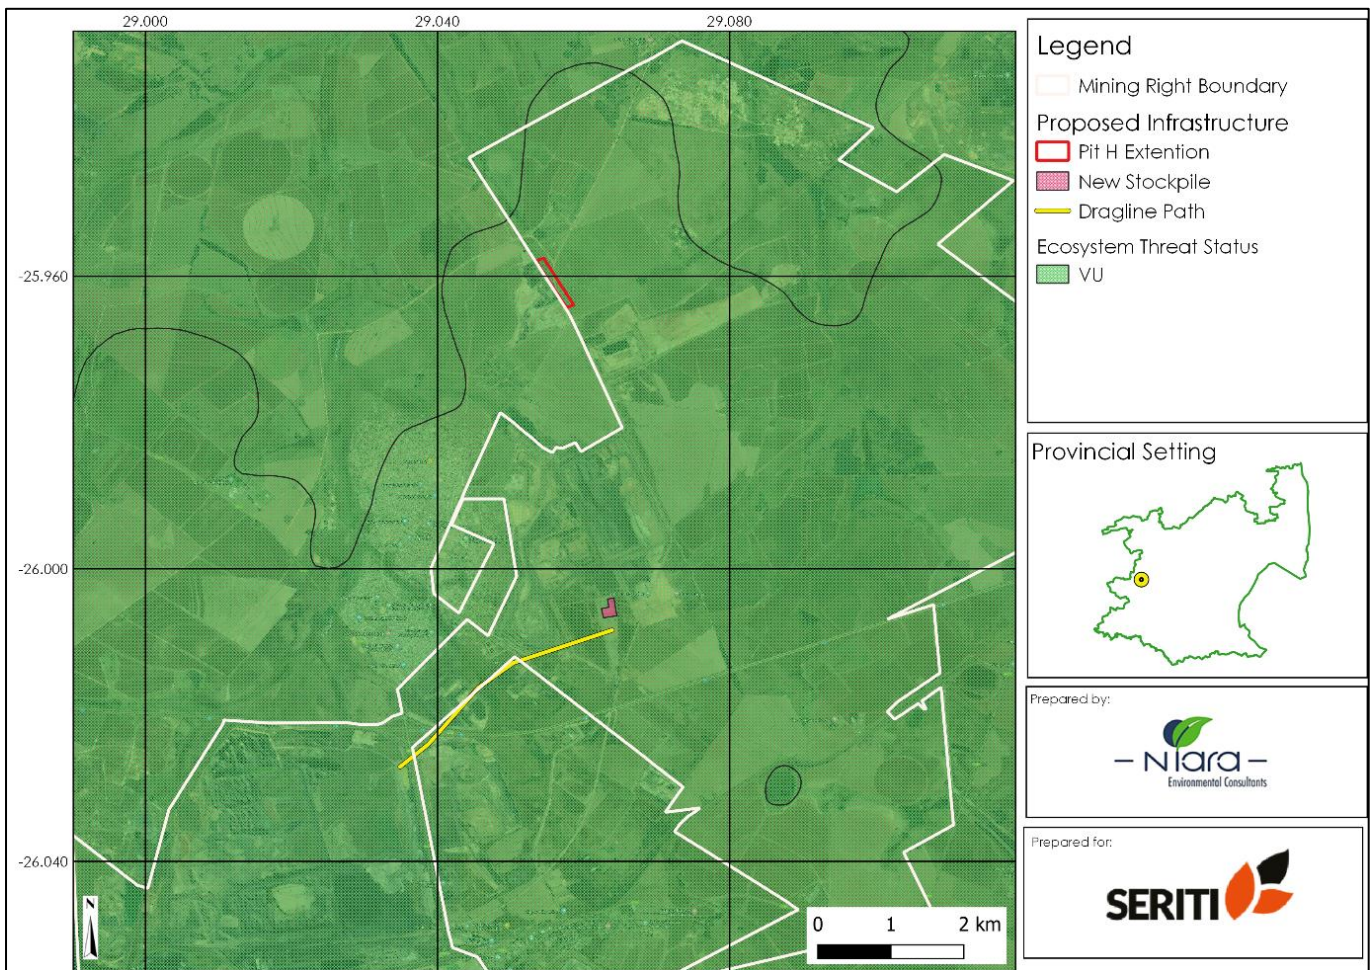 29.000
29.040
29.080
-25.960
-26.000
-26.040
N
0 1 2 km
Legend
Mining Right Boundary
Proposed Infrastructure
Pit H Extention
New Stockpile
Dragline Path
Ecosystem Threat Status
VU
Provincial Setting
Prepared by:
– Niara –
Environmental Consultants
Prepared for:
SERITI